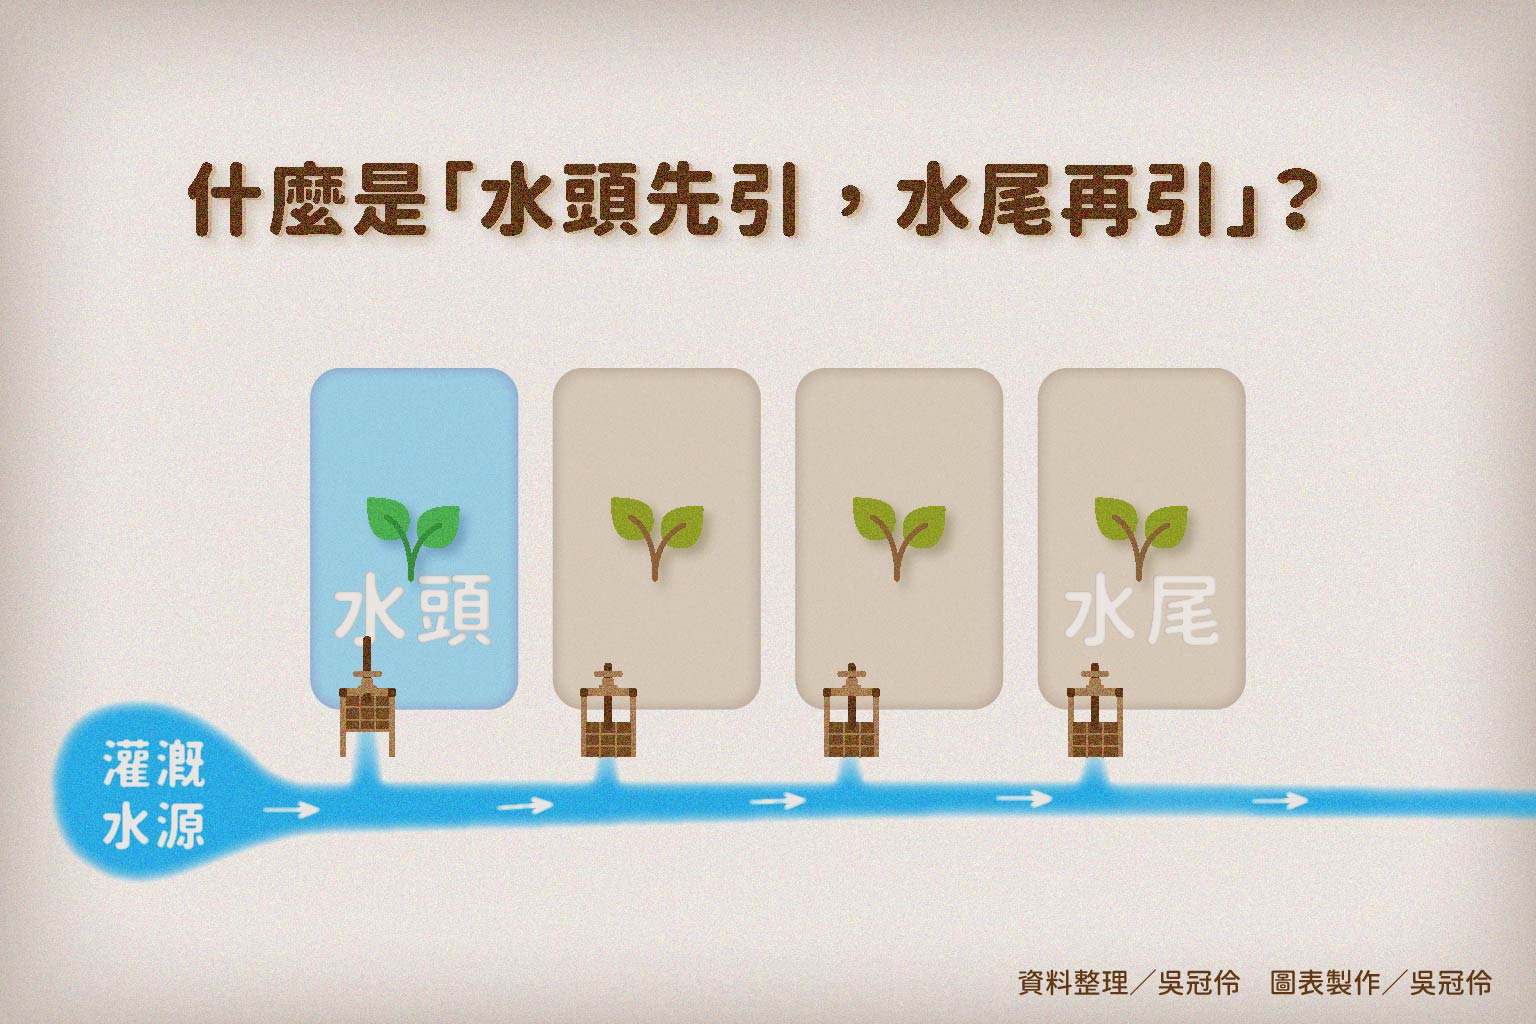 什麼是「水頭先引，水尾再引」？
水頭
水尾
灌溉
水源
資料整理／吳冠伶　圖表製作／吳冠伶